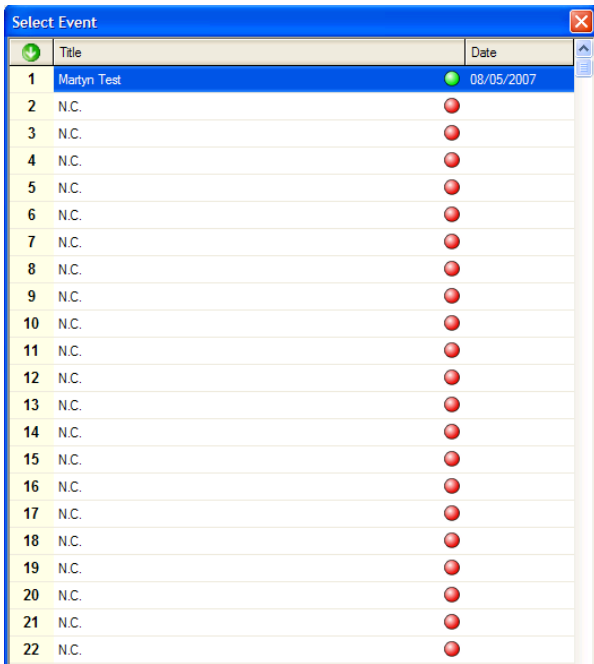 Select Event
Title Date
1 Martyn Test 08/05/2007
2 N.C.
3 N.C.
4 N.C.
5 N.C.
6 N.C.
7 N.C.
8 N.C.
9 N.C.
10 N.C.
11 N.C.
12 N.C.
13 N.C.
14 N.C.
15 N.C.
16 N.C.
17 N.C.
18 N.C.
19 N.C.
20 N.C.
21 N.C.
22 N.C.